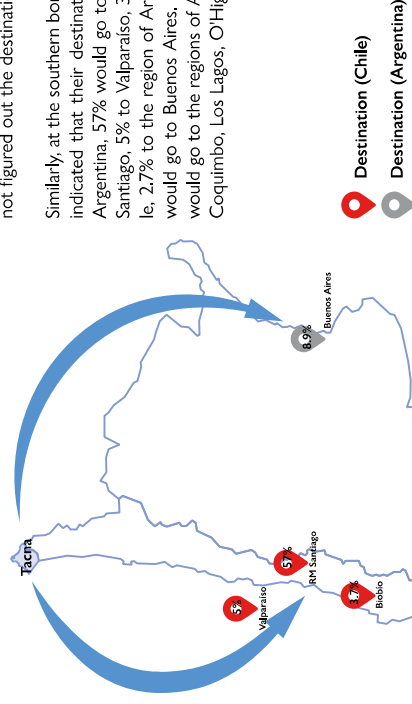 not figured out the destinati
Similarly, at the southern bor
indicated that their destinat
Argentina, 57% would go to
Santiago, 5% to Valparaíso, 3
le, 2.7% to the region of Ar
would go to Buenos Aires.
would go to the regions of A
Coquimbo, Los Lagos, O'Hig
Destination (Chile)
Destination (Argentina)
Tacna
5%
Valparaíso
57%
RM Santiago
3.7%
Biobío
8.9%
Buenos Aires